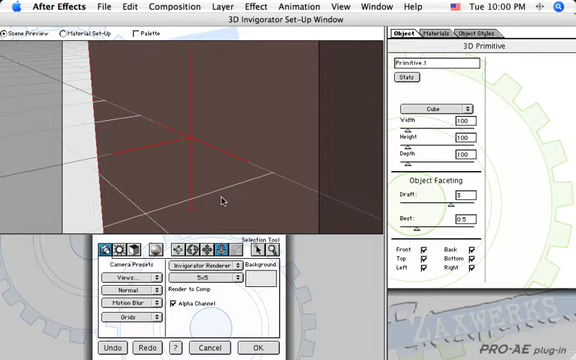 After Effects File Edit Composition Layer Effect Animation View Window Help Tue 10:00 PM
3D Invigorator Set-Up Window
Scene Preview Material Set-Up Palette
Object Materials Object Styles
3D Primitive
Primitive.1
Stats
Cube
Width 100
Height 100
Depth 100
Object Faceting
Draft: 3
Best: 0.5
Front Back
Top Bottom
Left Right
Selection Tool
Camera Presets Invigorator Renderer Background
Views... 5x5
Normal Render to Comp
Motion Blur Alpha Channel
Grids
Undo Redo ? Cancel OK
ZAXWERKS
PRO-AE plug-in